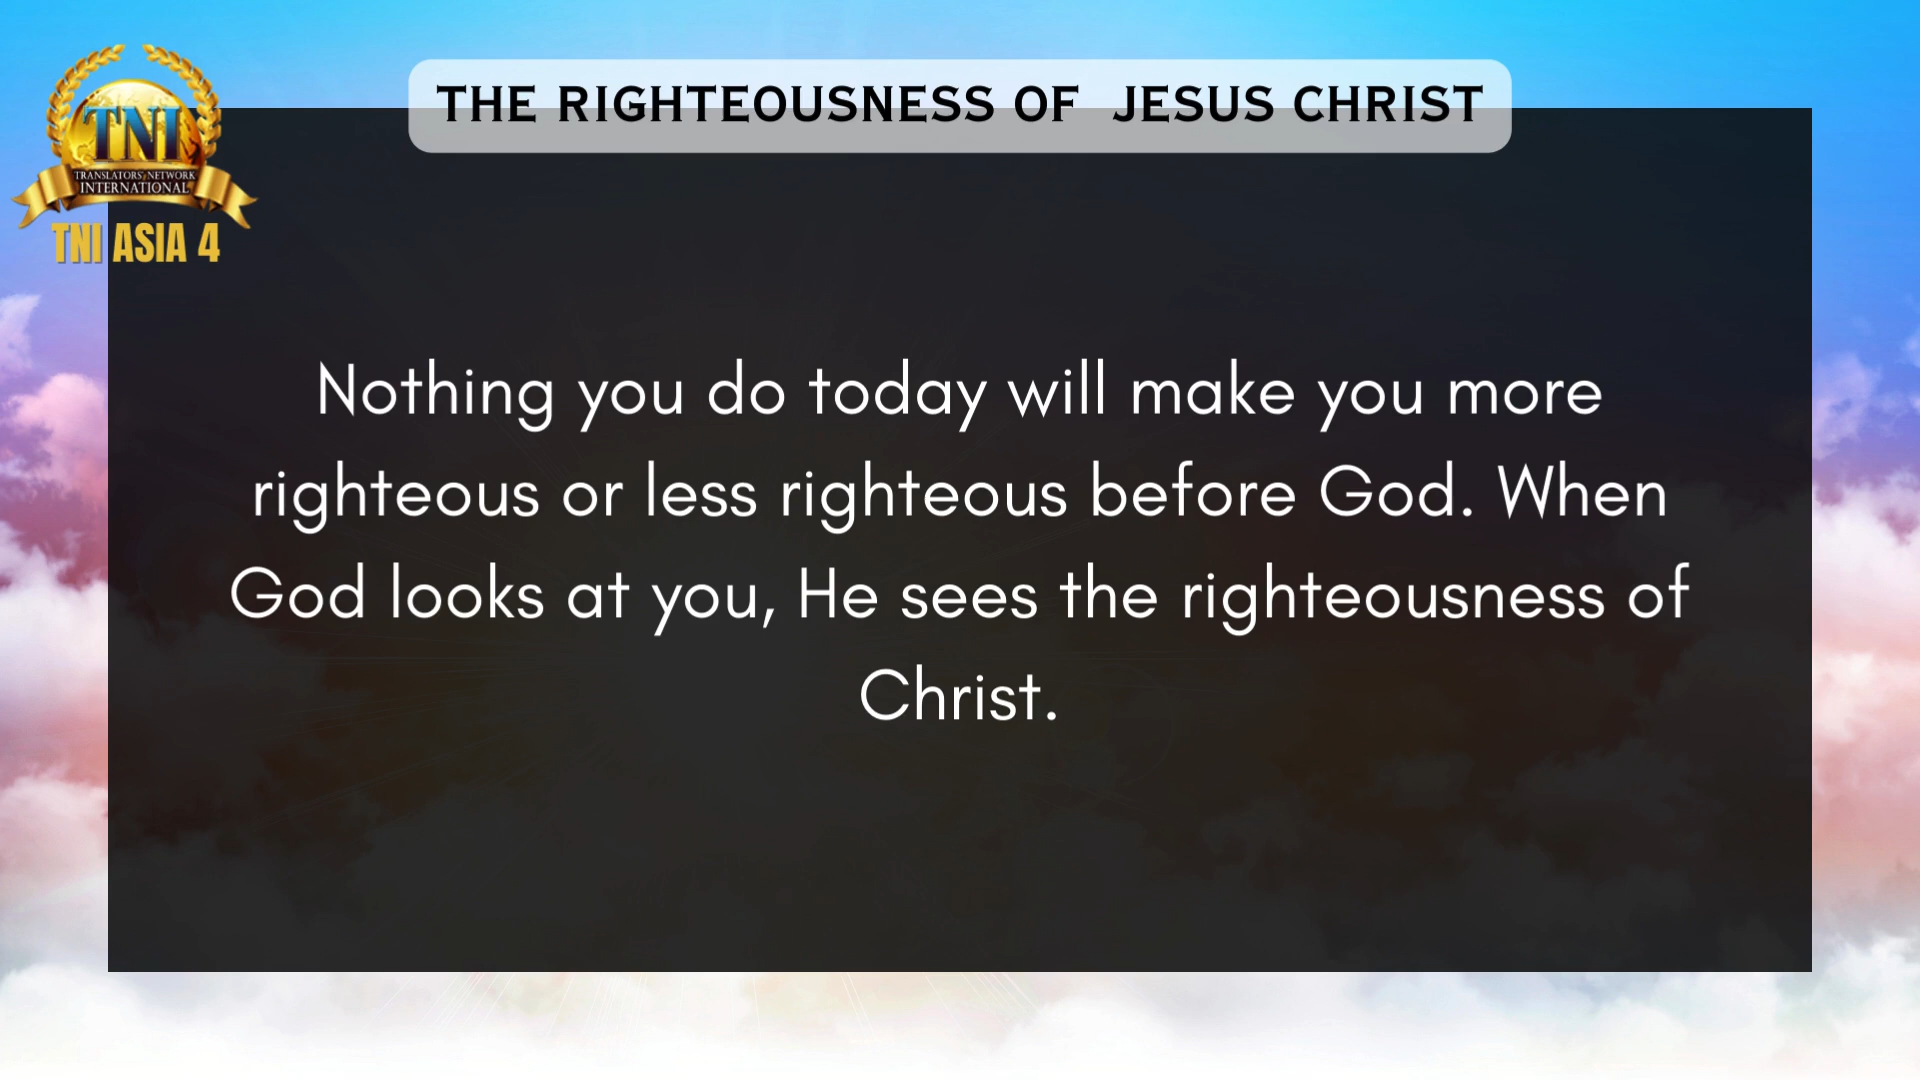 TNI
TRANSLATORS' NETWORK
INTERNATIONAL
TNI ASIA 4
THE RIGHTEOUSNESS OF JESUS CHRIST
Nothing you do today will make you more
righteous or less righteous before God. When
God looks at you, He sees the righteousness of
Christ.